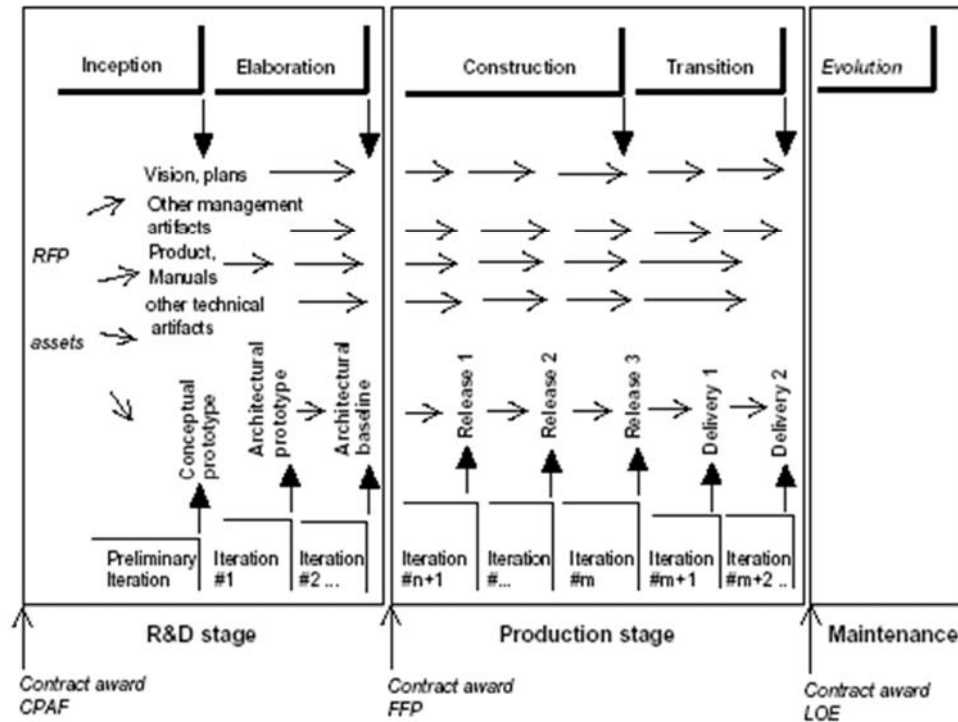 Inception
Elaboration
Construction
Transition
Evolution
Vision, plans
Other management
artifacts
RFP
Product,
Manuals
other technical
artifacts
assets
Conceptual
prototype
Architectural
prototype
Architectural
baseline
Release 1
Release 2
Release 3
Delivery 1
Delivery 2
Preliminary
Iteration
Iteration
#1
Iteration
#2 ...
Iteration
#n+1
Iteration
#...
Iteration
#m
Iteration
#m+1
Iteration
#m+2 ..
R&D stage
Production stage
Maintenance
Contract award
CPAF
Contract award
FFP
Contract award
LOE